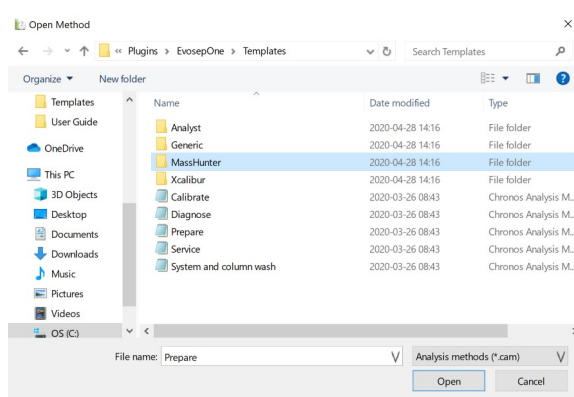 Open Method
« Plugins > EvosepOne > Templates Search Templates
Organize New folder
Name Date modified Type
Templates
User Guide
OneDrive
This PC
3D Objects
Desktop
Documents
Downloads
Music
Pictures
Videos
OS (C:)
Analyst 2020-04-28 14:16 File folder
Generic 2020-04-28 14:16 File folder
MassHunter 2020-04-28 14:16 File folder
Xcalibur 2020-04-28 14:16 File folder
Calibrate 2020-03-26 08:43 Chronos Analysis M..
Diagnose 2020-03-26 08:43 Chronos Analysis M..
Prepare 2020-03-26 08:43 Chronos Analysis M..
Service 2020-03-26 08:43 Chronos Analysis M..
System and column wash 2020-03-26 08:43 Chronos Analysis M..
File name: Prepare Analysis methods (*.cam)
Open Cancel